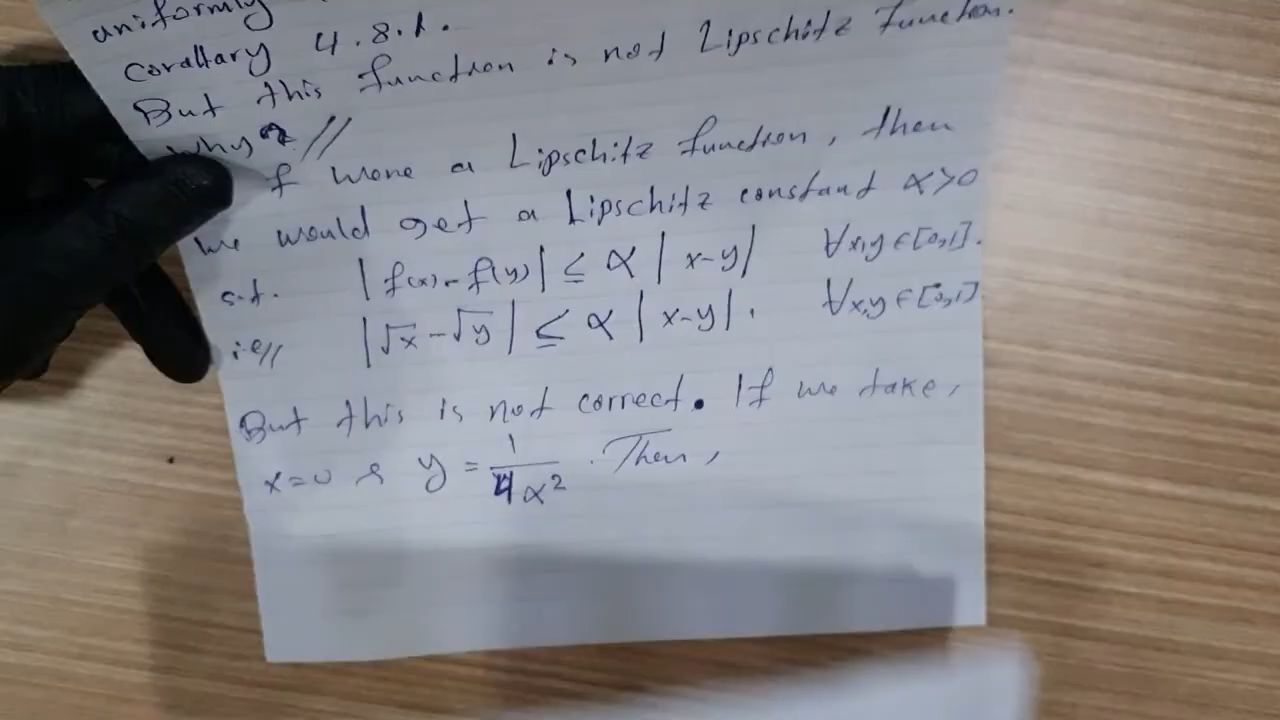 uniformly
corollary 4.8.1.
But this function is not Lipschitz function.
Why? //
f were a Lipschitz function, then
we would get a Lipschitz constant α>0
s.t. |f(x)-f(y)| ≤ α |x-y| ∀x,y∈[0,1].
i.e// |√x-√y| ≤ α |x-y|. ∀x,y∈[0,1]
But this is not correct. If we take,
x=0 & y = 1/4α². Then,